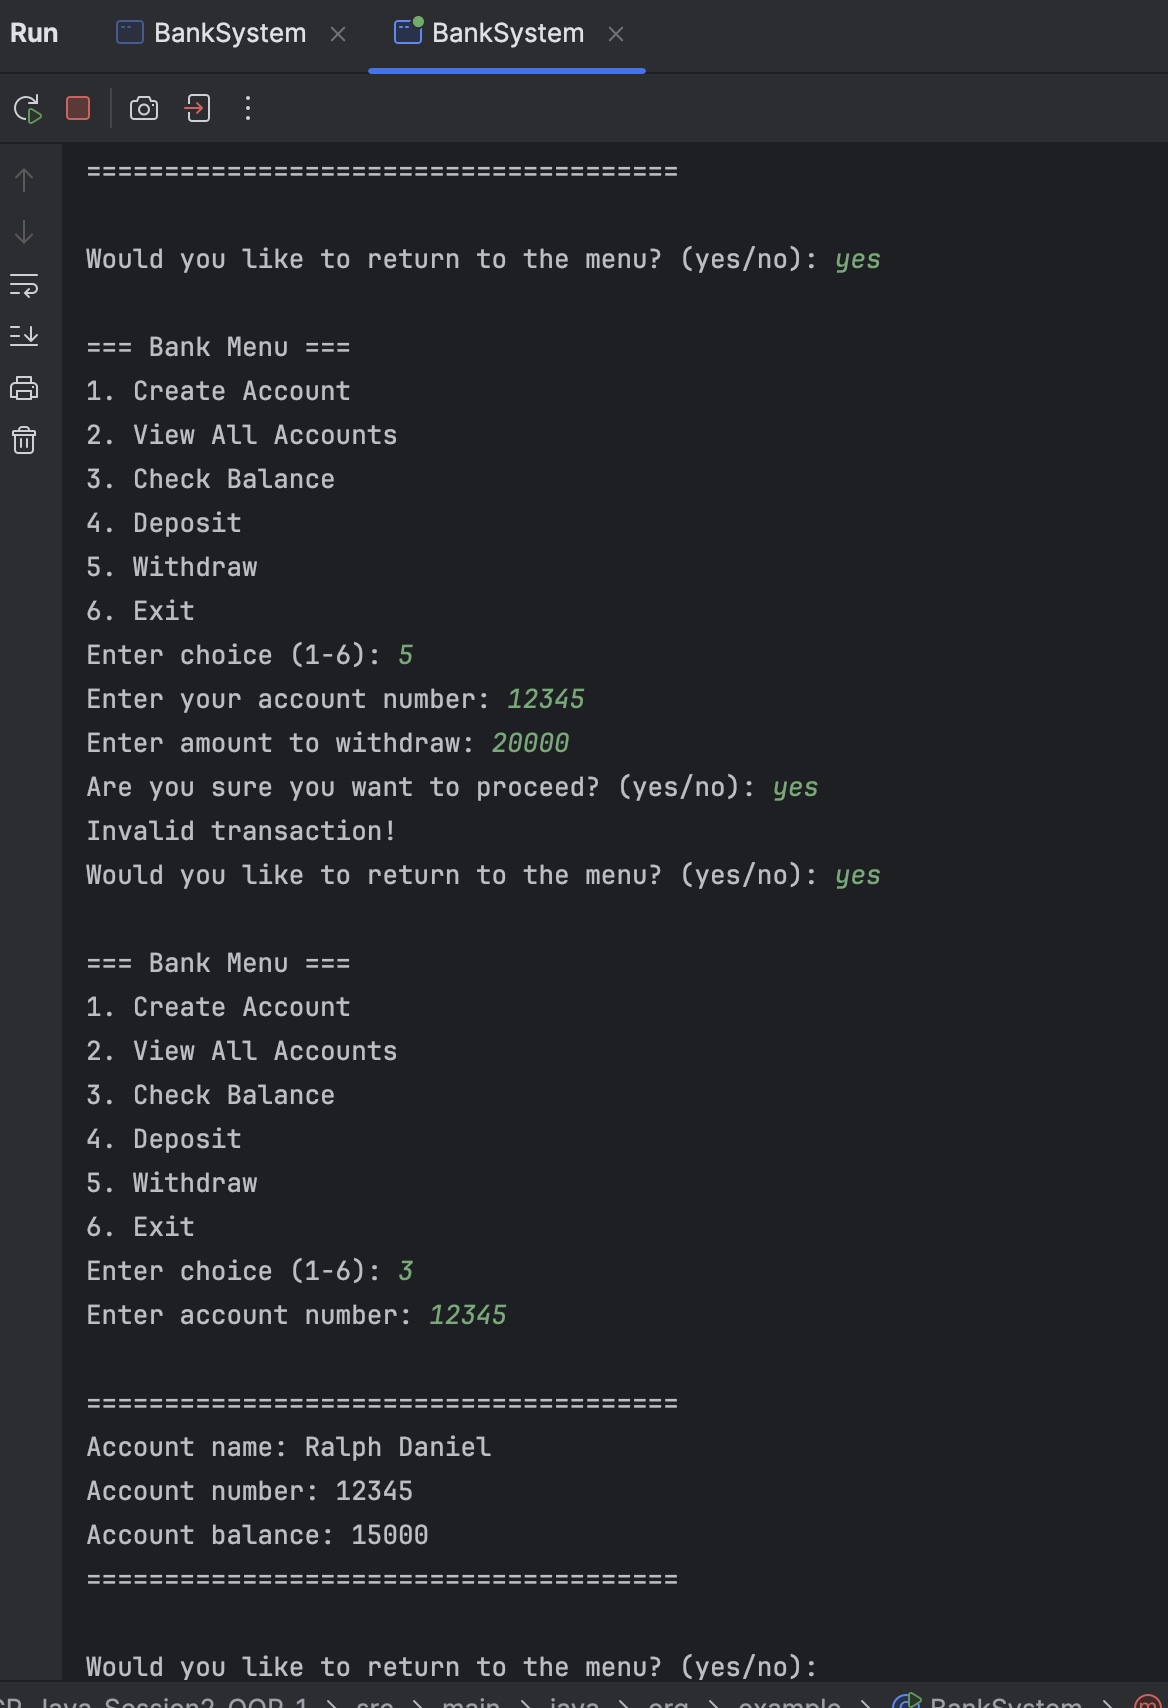 Run BankSystem BankSystem
======================================
Would you like to return to the menu? (yes/no): yes
=== Bank Menu ===
1. Create Account
2. View All Accounts
3. Check Balance
4. Deposit
5. Withdraw
6. Exit
Enter choice (1-6): 5
Enter your account number: 12345
Enter amount to withdraw: 20000
Are you sure you want to proceed? (yes/no): yes
Invalid transaction!
Would you like to return to the menu? (yes/no): yes
=== Bank Menu ===
1. Create Account
2. View All Accounts
3. Check Balance
4. Deposit
5. Withdraw
6. Exit
Enter choice (1-6): 3
Enter account number: 12345
======================================
Account name: Ralph Daniel
Account number: 12345
Account balance: 15000
======================================
Would you like to return to the menu? (yes/no):
Java_Session2_OOP_1 > src > main > java > org > example > BankSystem > m